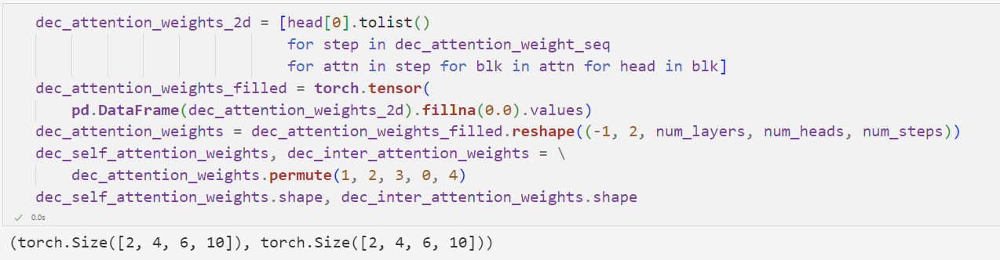 dec_attention_weights_2d = [head[0].tolist()
for step in dec_attention_weight_seq
for attn in step for blk in attn for head in blk]
dec_attention_weights_filled = torch.tensor(
pd.DataFrame(dec_attention_weights_2d).fillna(0.0).values)
dec_attention_weights = dec_attention_weights_filled.reshape((-1, 2, num_layers, num_heads, num_steps))
dec_self_attention_weights, dec_inter_attention_weights = \
dec_attention_weights.permute(1, 2, 3, 0, 4)
dec_self_attention_weights.shape, dec_inter_attention_weights.shape
✓ 0.0s
(torch.Size([2, 4, 6, 10]), torch.Size([2, 4, 6, 10]))